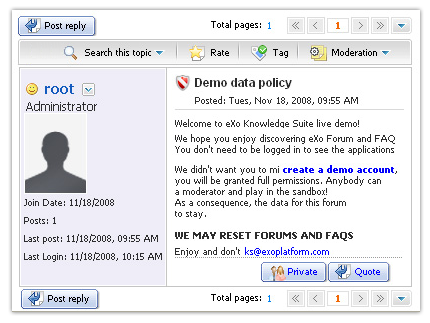 Post reply
Total pages: 1
1
Search this topic
Rate
Tag
Moderation
root
Administrator
Join Date: 11/18/2008
Posts: 1
Last post: 11/18/2008, 09:55 AM
Last Login: 11/18/2008, 10:15 AM
Demo data policy
Posted: Tues, Nov 18, 2008, 09:55 AM
Welcome to eXo Knowledge Suite live demo!
We hope you enjoy discovering eXo Forum and FAQ
You don't need to be logged in to see the applications
We didn't want you to mi create a demo account,
you will be granted full permissions. Anybody can
a moderator and play in the sandbox!
As a consequence, the data for this forum
to stay.
WE MAY RESET FORUMS AND FAQS
Enjoy and don't ks@exoplatform.com
Private
Quote
Post reply
Total pages: 1
1